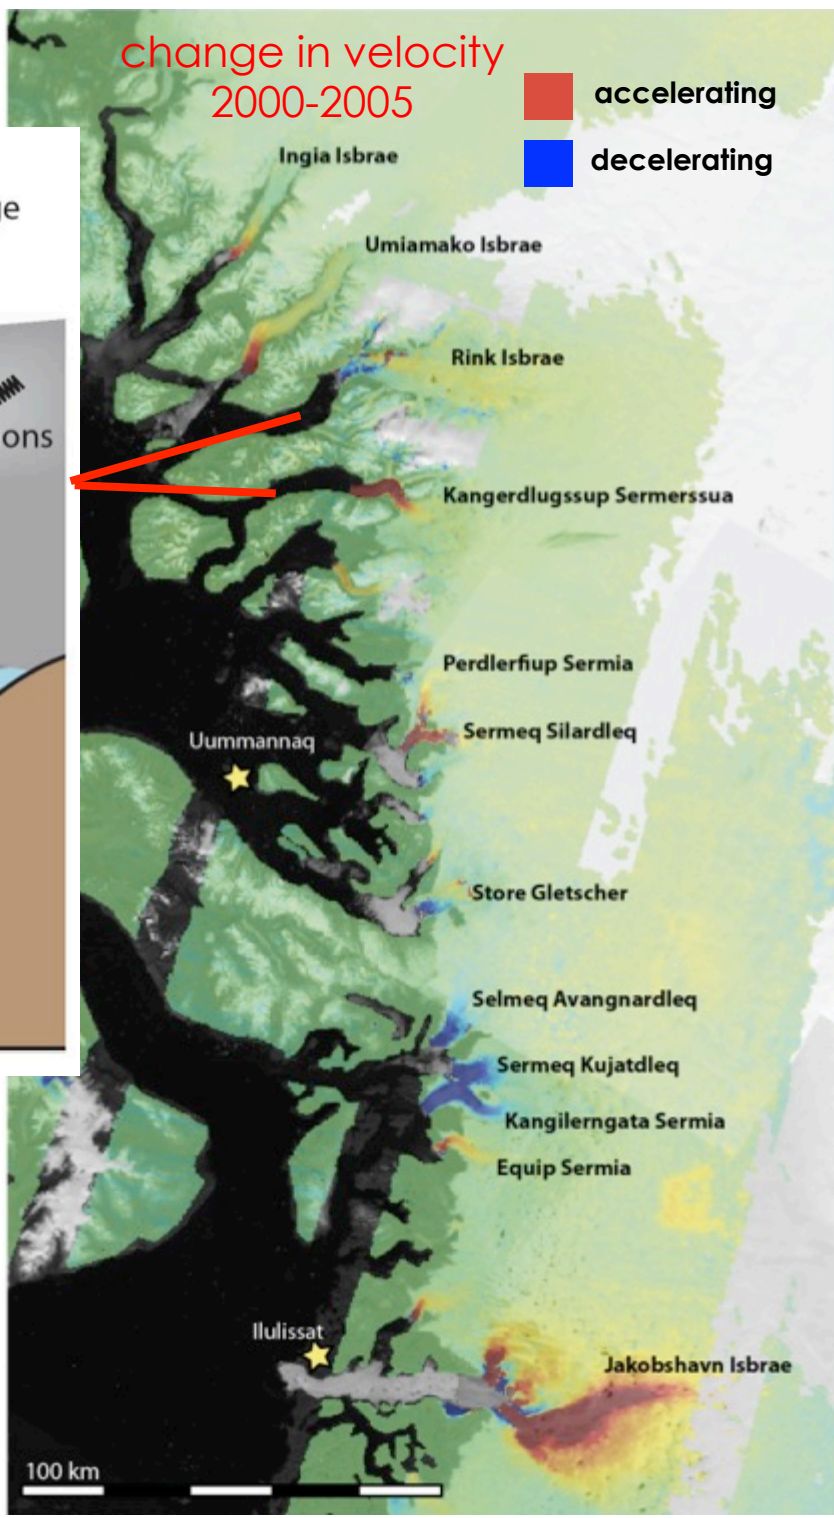 change in velocity
2000-2005
accelerating
decelerating
Ingia Isbrae
Umiamako Isbrae
Rink Isbrae
ons
Kangerdlugssup Sermerssua
Perdlerfiup Sermia
Sermeq Silardleq
Uummannaq
Store Gletscher
Selmeq Avangnardleq
Sermeq Kujatdleq
Kangilerngata Sermia
Equip Sermia
Ilulissat
Jakobshavn Isbrae
100 km